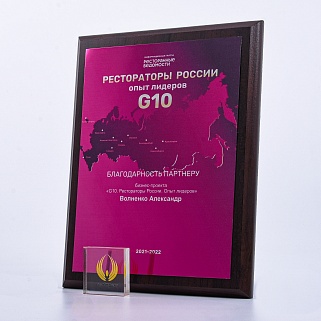 РЕСТОРАННЫЕ
ВЕДОМОСТИ
РЕСТОРАТОРЫ РОССИИ
опыт лидеров
G10
БЛАГОДАРНОСТЬ ПАРТНЕРУ
бизнес-проекта
«G10. Рестораторы России. Опыт лидеров»
Волненко Александр
2021-2022